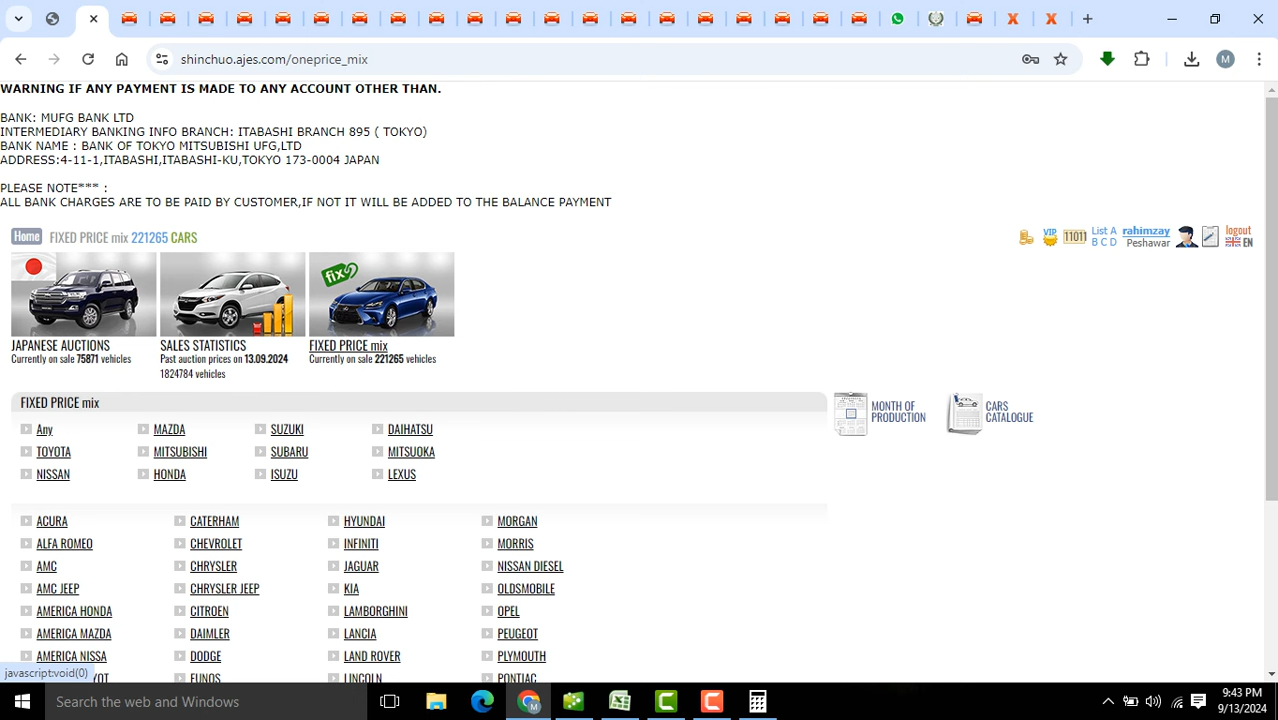 shinchuo.ajes.com/oneprice_mix
M
WARNING IF ANY PAYMENT IS MADE TO ANY ACCOUNT OTHER THAN.
BANK: MUFG BANK LTD
INTERMEDIARY BANKING INFO BRANCH: ITABASHI BRANCH 895 ( TOKYO)
BANK NAME : BANK OF TOKYO MITSUBISHI UFG,LTD
ADDRESS:4-11-1,ITABASHI,ITABASHI-KU,TOKYO 173-0004 JAPAN
PLEASE NOTE*** :
ALL BANK CHARGES ARE TO BE PAID BY CUSTOMER,IF NOT IT WILL BE ADDED TO THE BALANCE PAYMENT
Home FIXED PRICE mix 221265 CARS
VIP 11011 List A B C D rahimzay Peshawar logout EN
fix
JAPANESE AUCTIONS
Currently on sale 75871 vehicles
SALES STATISTICS
Past auction prices on 13.09.2024
1824784 vehicles
FIXED PRICE mix
Currently on sale 221265 vehicles
FIXED PRICE mix
MONTH OF PRODUCTION
CARS CATALOGUE
Any MAZDA SUZUKI DAIHATSU
TOYOTA MITSUBISHI SUBARU MITSUOKA
NISSAN HONDA ISUZU LEXUS
ACURA CATERHAM HYUNDAI MORGAN
ALFA ROMEO CHEVROLET INFINITI MORRIS
AMC CHRYSLER JAGUAR NISSAN DIESEL
AMC JEEP CHRYSLER JEEP KIA OLDSMOBILE
AMERICA HONDA CITROEN LAMBORGHINI OPEL
AMERICA MAZDA DAIMLER LANCIA PEUGEOT
AMERICA NISSA DODGE LAND ROVER PLYMOUTH
EUNOS LINCOLN PONTIAC
javascript:void(0)
Search the web and Windows
M
9:43 PM
9/13/2024